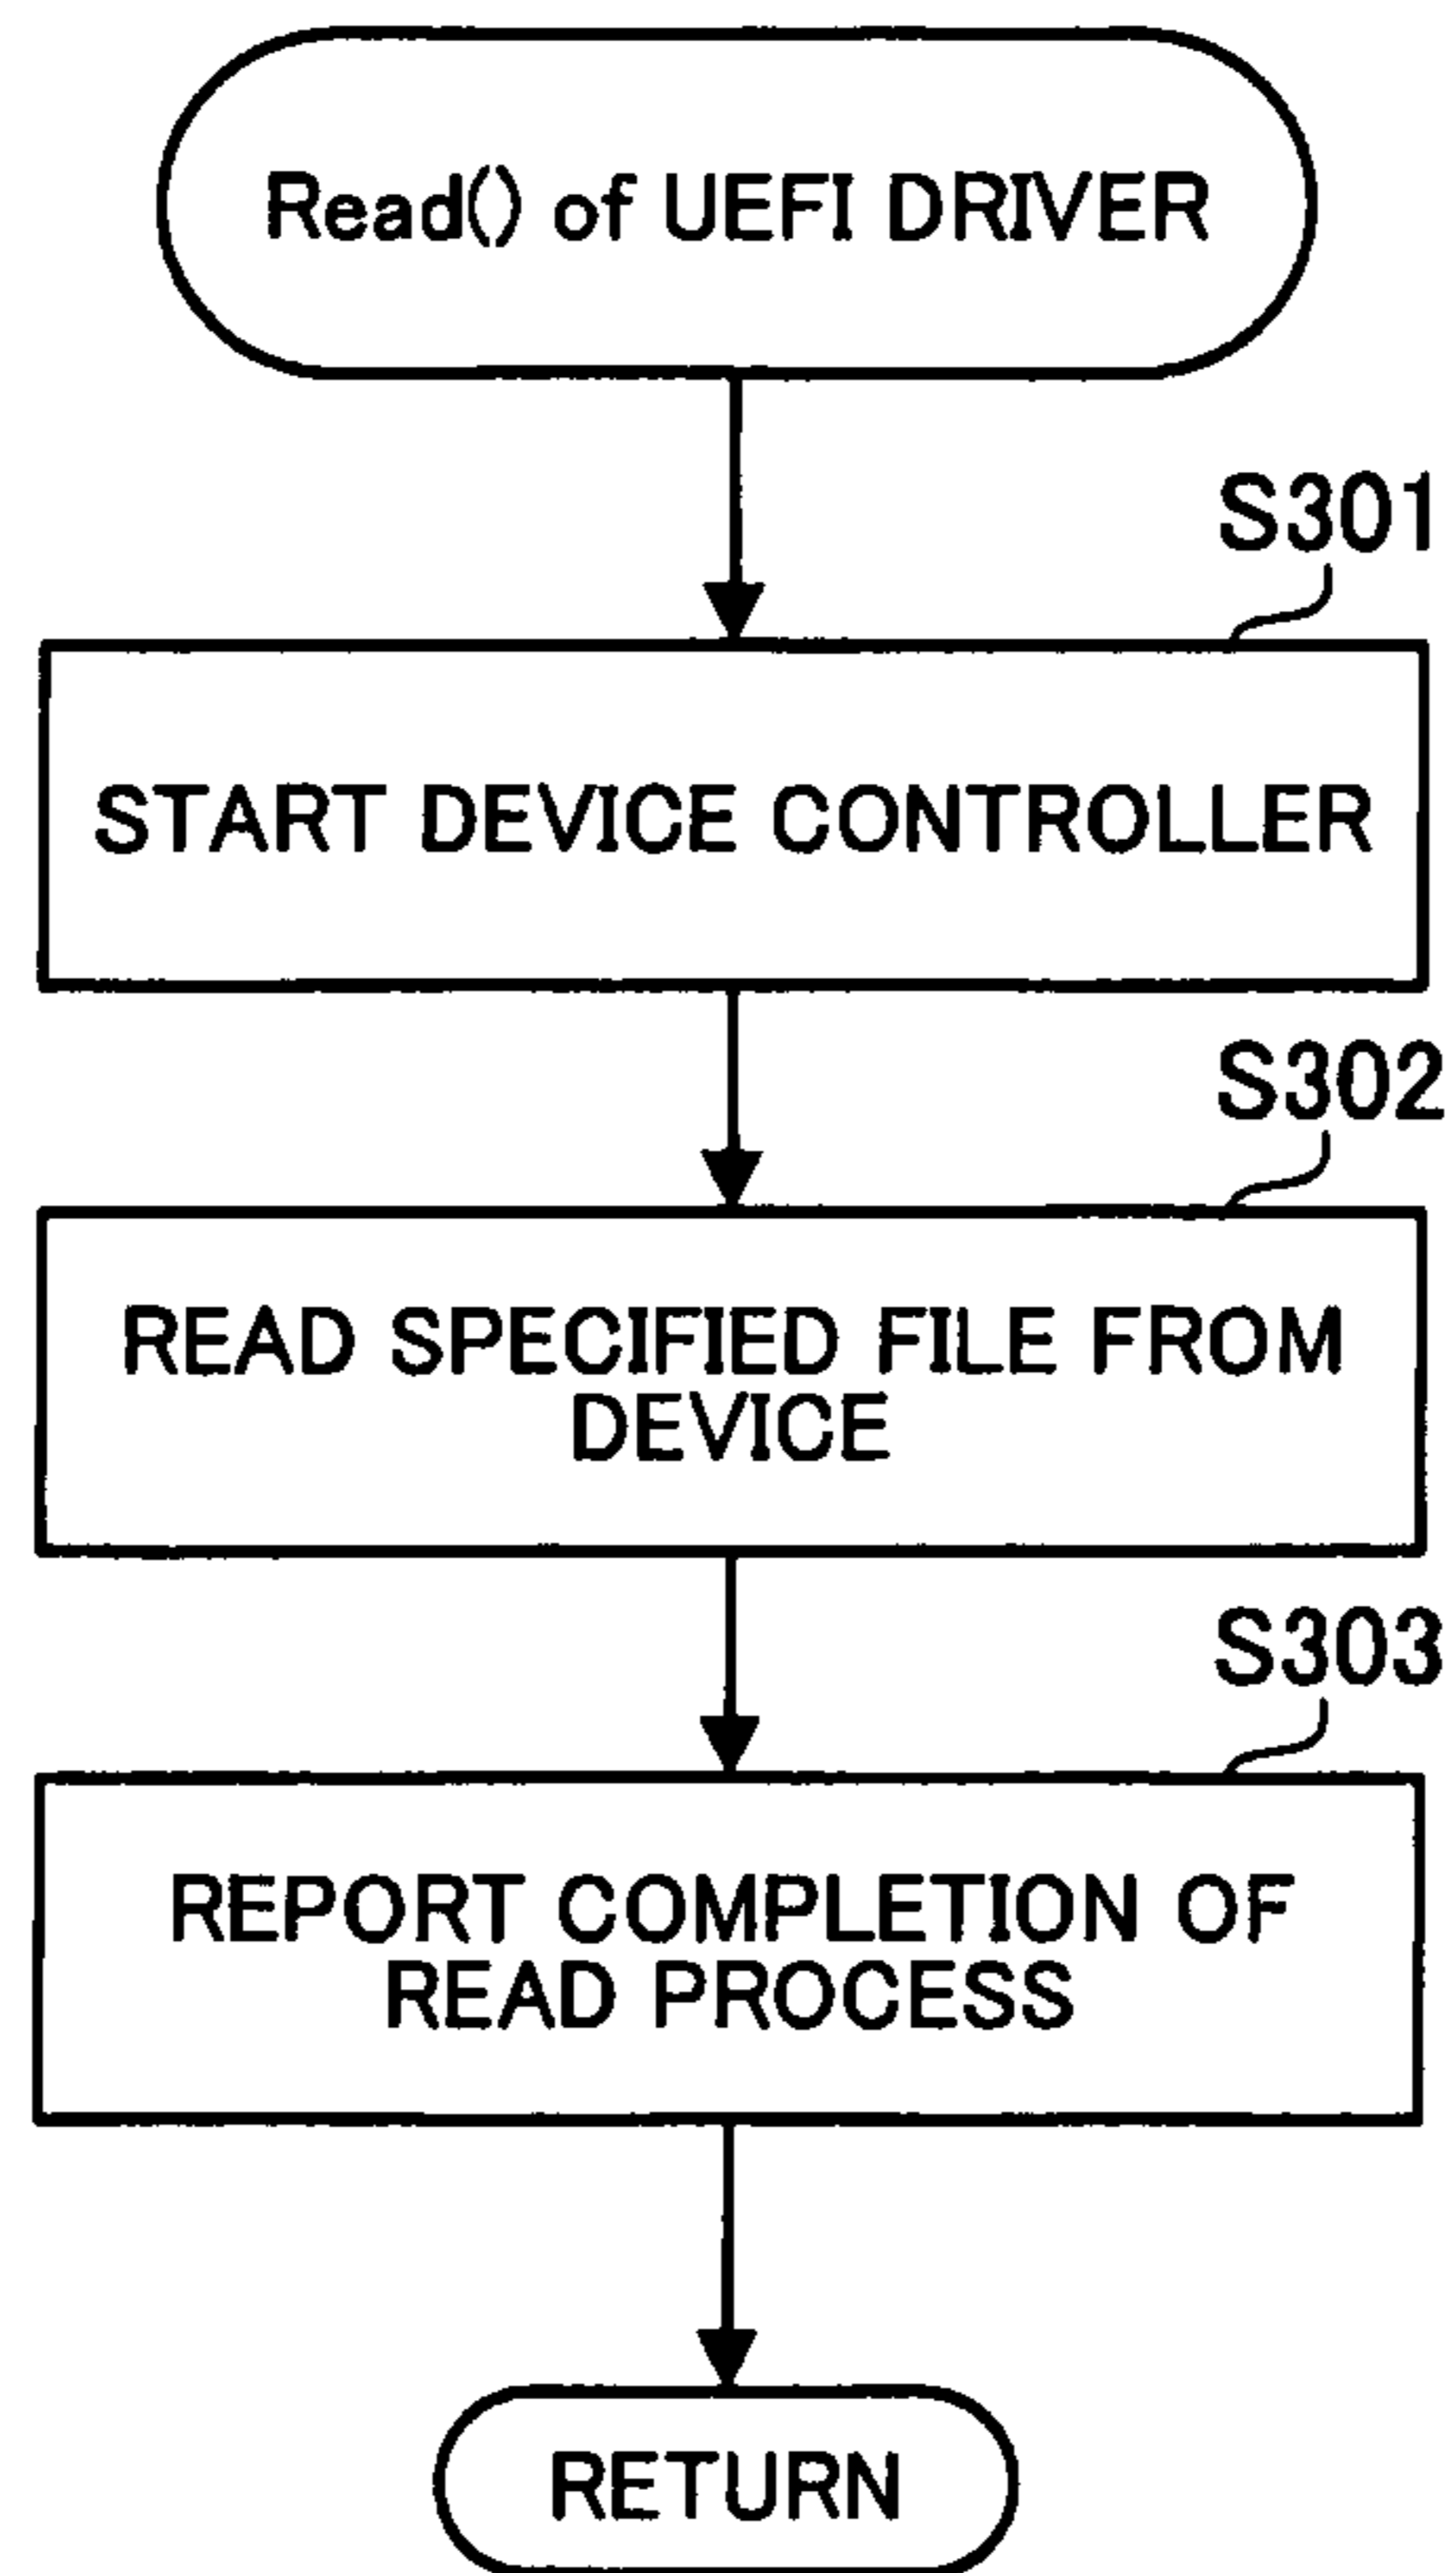 Read() of UEFI DRIVER
S301
START DEVICE CONTROLLER
S302
READ SPECIFIED FILE FROM
DEVICE
S303
REPORT COMPLETION OF
READ PROCESS
RETURN